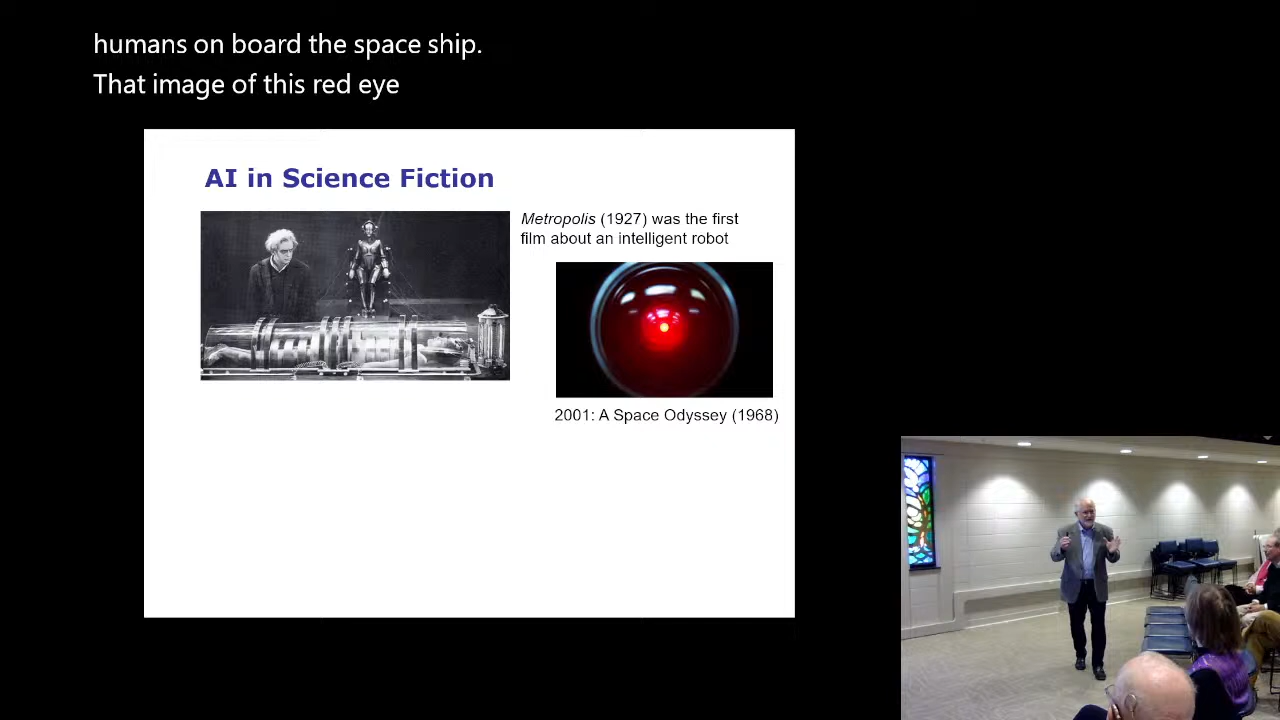 humans on board the space ship.
That image of this red eye
AI in Science Fiction
Metropolis (1927) was the first
film about an intelligent robot
2001: A Space Odyssey (1968)